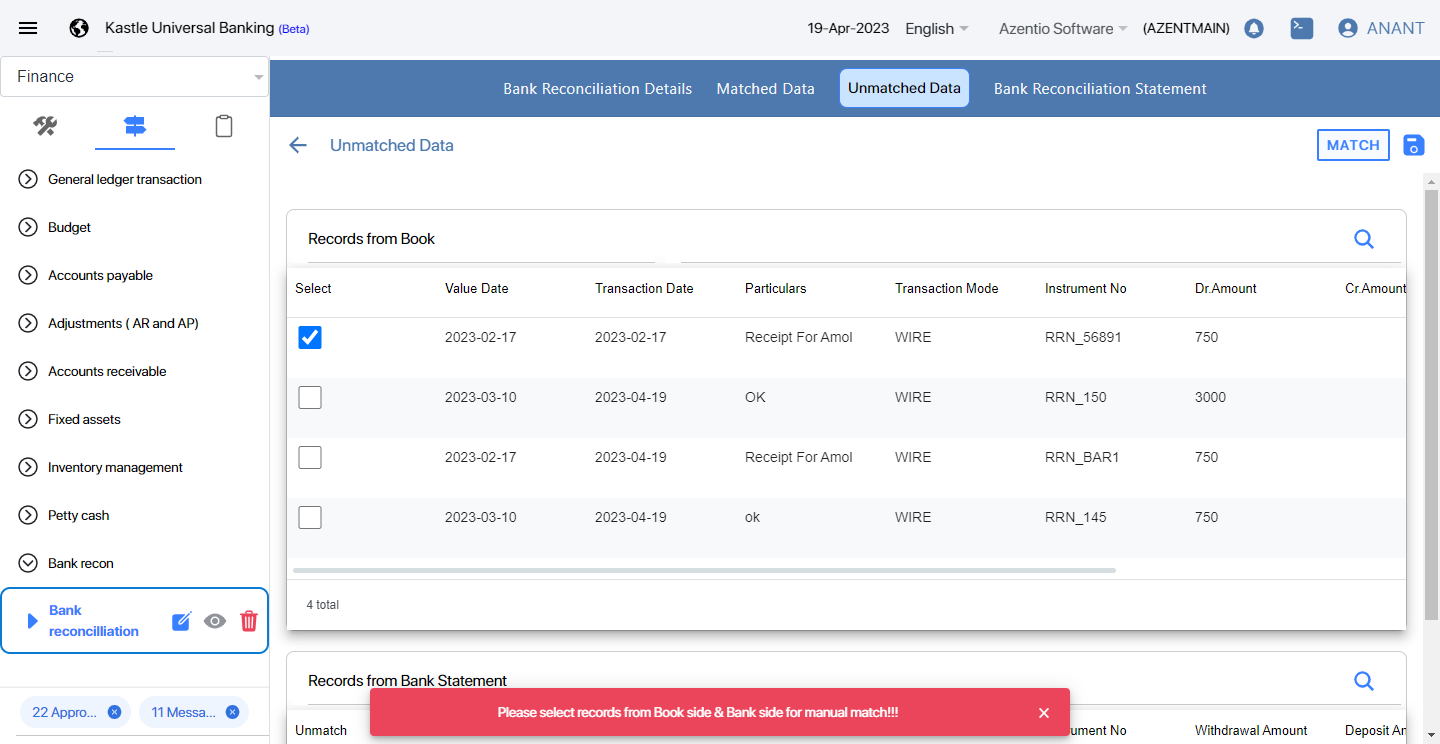 Kastle Universal Banking (Beta)
19-Apr-2023 English Azentio Software (AZENTMAIN) ANANT
Finance
Bank Reconciliation Details Matched Data Unmatched Data Bank Reconciliation Statement
Unmatched Data
MATCH
General ledger transaction
Budget
Accounts payable
Adjustments ( AR and AP)
Accounts receivable
Fixed assets
Inventory management
Petty cash
Bank recon
Bank
reconcilliation
22 Appro... 11 Messa...
Records from Book
Select Value Date Transaction Date Particulars Transaction Mode Instrument No Dr.Amount Cr.Amount
2023-02-17 2023-02-17 Receipt For Amol WIRE RRN_56891 750
2023-03-10 2023-04-19 OK WIRE RRN_150 3000
2023-02-17 2023-04-19 Receipt For Amol WIRE RRN_BAR1 750
2023-03-10 2023-04-19 ok WIRE RRN_145 750
4 total
Records from Bank Statement
Please select records from Book side & Bank side for manual match!!!
Unmatch No Withdrawal Amount Deposit